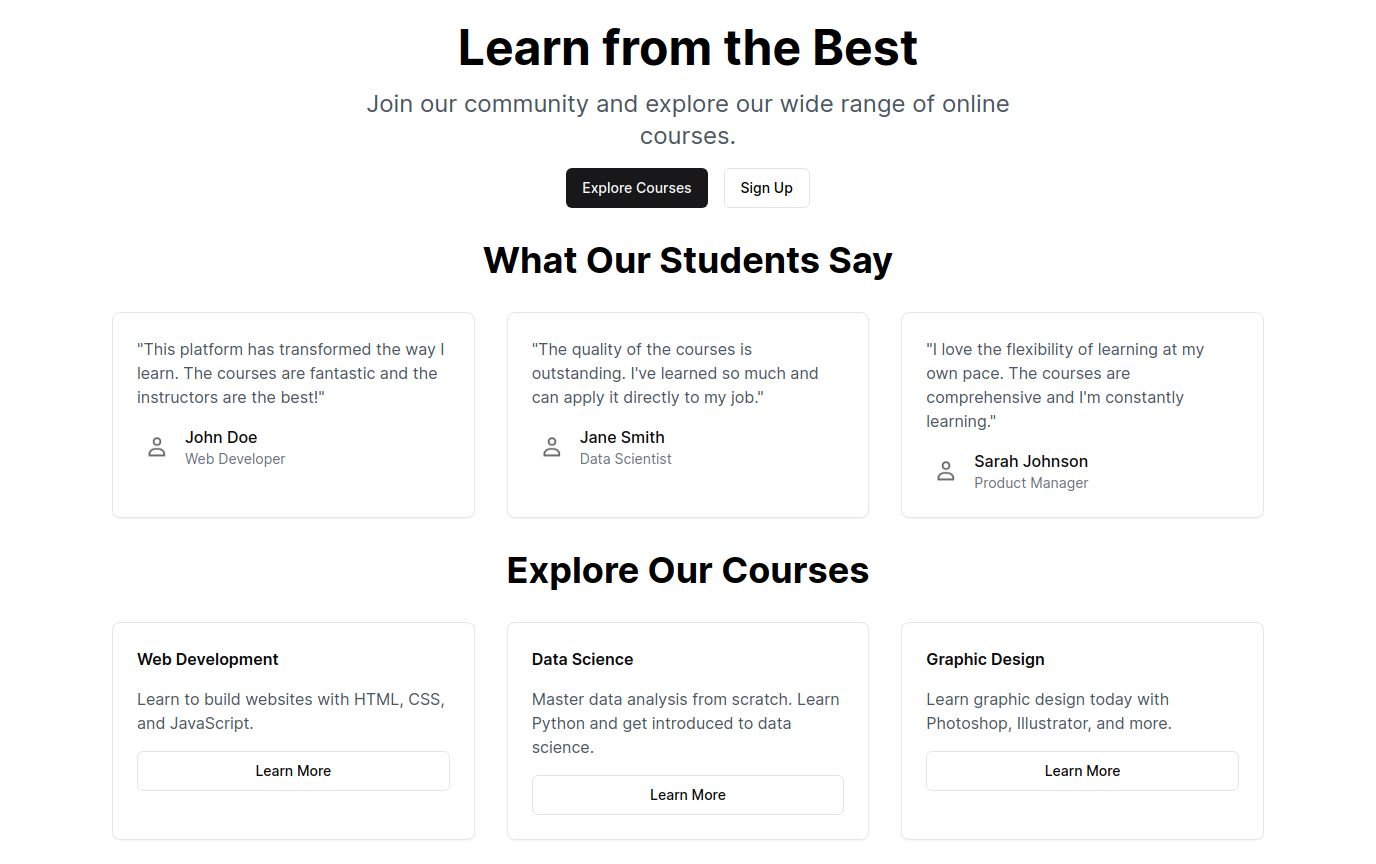 Learn from the Best
Join our community and explore our wide range of online
courses.
Explore Courses
Sign Up
What Our Students Say
"This platform has transformed the way I
learn. The courses are fantastic and the
instructors are the best!"
John Doe
Web Developer
"The quality of the courses is
outstanding. I've learned so much and
can apply it directly to my job."
Jane Smith
Data Scientist
"I love the flexibility of learning at my
own pace. The courses are
comprehensive and I'm constantly
learning."
Sarah Johnson
Product Manager
Explore Our Courses
Web Development
Learn to build websites with HTML, CSS,
and JavaScript.
Learn More
Data Science
Master data analysis from scratch. Learn
Python and get introduced to data
science.
Learn More
Graphic Design
Learn graphic design today with
Photoshop, Illustrator, and more.
Learn More